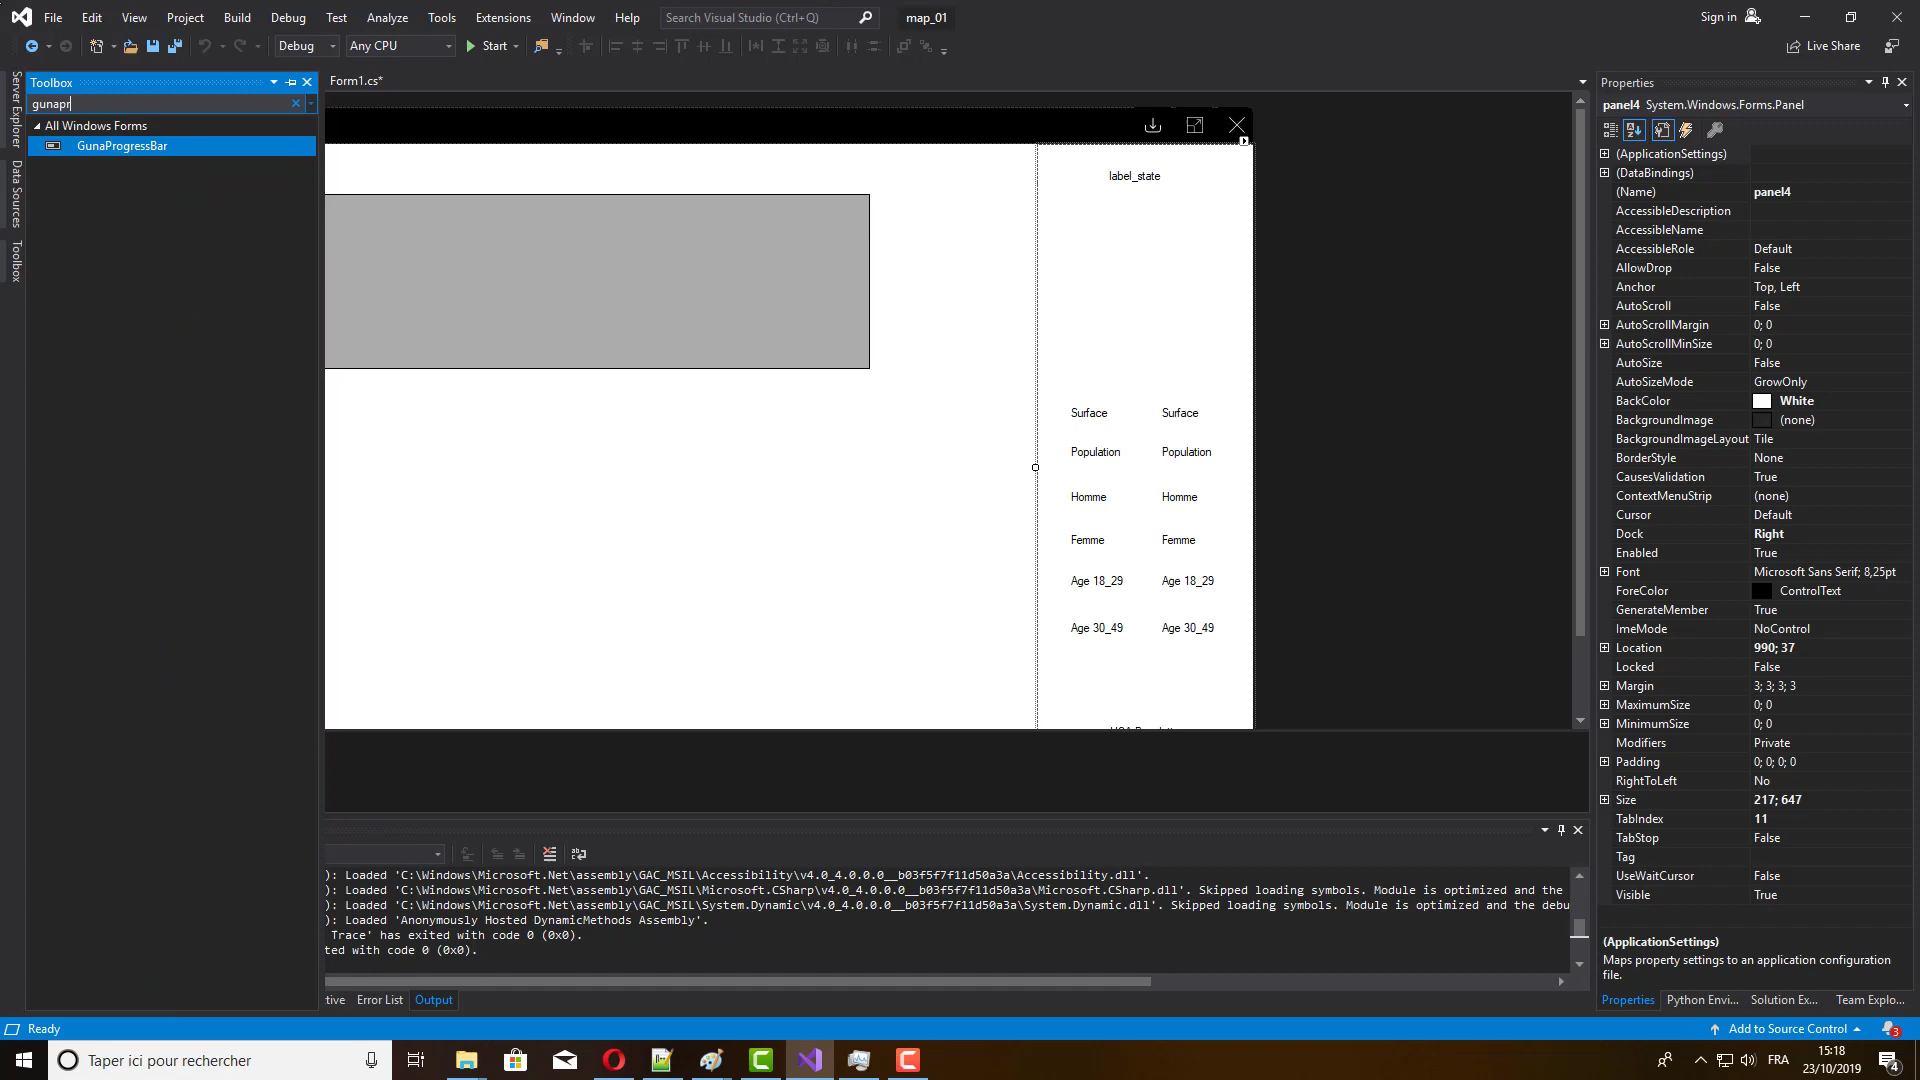 File Edit View Project Build Debug Test Analyze Tools Extensions Window Help Search Visual Studio (Ctrl+Q) map_01 Sign in
Debug Any CPU Start Live Share
Server Explorer
Data Sources
Toolbox
Toolbox
gunapr
All Windows Forms
GunaProgressBar
Form1.cs*
label_state
Surface Surface
Population Population
Homme Homme
Femme Femme
Age 18_29 Age 18_29
Age 30_49 Age 30_49
): Loaded 'C:\Windows\Microsoft.Net\assembly\GAC_MSIL\Accessibility\v4.0_4.0.0.0__b03f5f7f11d50a3a\Accessibility.dll'.
): Loaded 'C:\Windows\Microsoft.Net\assembly\GAC_MSIL\Microsoft.CSharp\v4.0_4.0.0.0__b03f5f7f11d50a3a\Microsoft.CSharp.dll'. Skipped loading symbols. Module is optimized and the
): Loaded 'C:\Windows\Microsoft.Net\assembly\GAC_MSIL\System.Dynamic\v4.0_4.0.0.0__b03f5f7f11d50a3a\System.Dynamic.dll'. Skipped loading symbols. Module is optimized and the debu
): Loaded 'Anonymously Hosted DynamicMethods Assembly'.
Trace' has exited with code 0 (0x0).
ted with code 0 (0x0).
tive Error List Output
Properties
panel4 System.Windows.Forms.Panel
(ApplicationSettings)
(DataBindings)
(Name) panel4
AccessibleDescription
AccessibleName
AccessibleRole Default
AllowDrop False
Anchor Top, Left
AutoScroll False
AutoScrollMargin 0; 0
AutoScrollMinSize 0; 0
AutoSize False
AutoSizeMode GrowOnly
BackColor White
BackgroundImage (none)
BackgroundImageLayout Tile
BorderStyle None
CausesValidation True
ContextMenuStrip (none)
Cursor Default
Dock Right
Enabled True
Font Microsoft Sans Serif; 8,25pt
ForeColor ControlText
GenerateMember True
ImeMode NoControl
Location 990; 37
Locked False
Margin 3; 3; 3; 3
MaximumSize 0; 0
MinimumSize 0; 0
Modifiers Private
Padding 0; 0; 0; 0
RightToLeft No
Size 217; 647
TabIndex 11
TabStop False
Tag
UseWaitCursor False
Visible True
(ApplicationSettings)
Maps property settings to an application configuration
file.
Properties Python Envi... Solution Ex... Team Explo...
Ready Add to Source Control 3
Taper ici pour rechercher FRA 15:18
23/10/2019 4